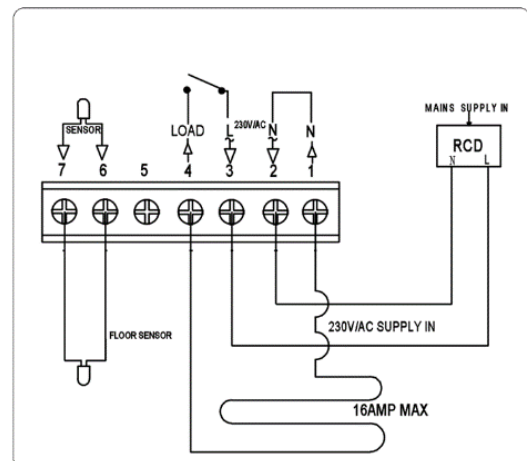 MAINS SUPPLY IN
RCD
N L
SENSOR
LOAD
L
~
230V/AC
N
~
N
7 6 5 4 3 2 1
FLOOR SENSOR
230V/AC SUPPLY IN
16AMP MAX